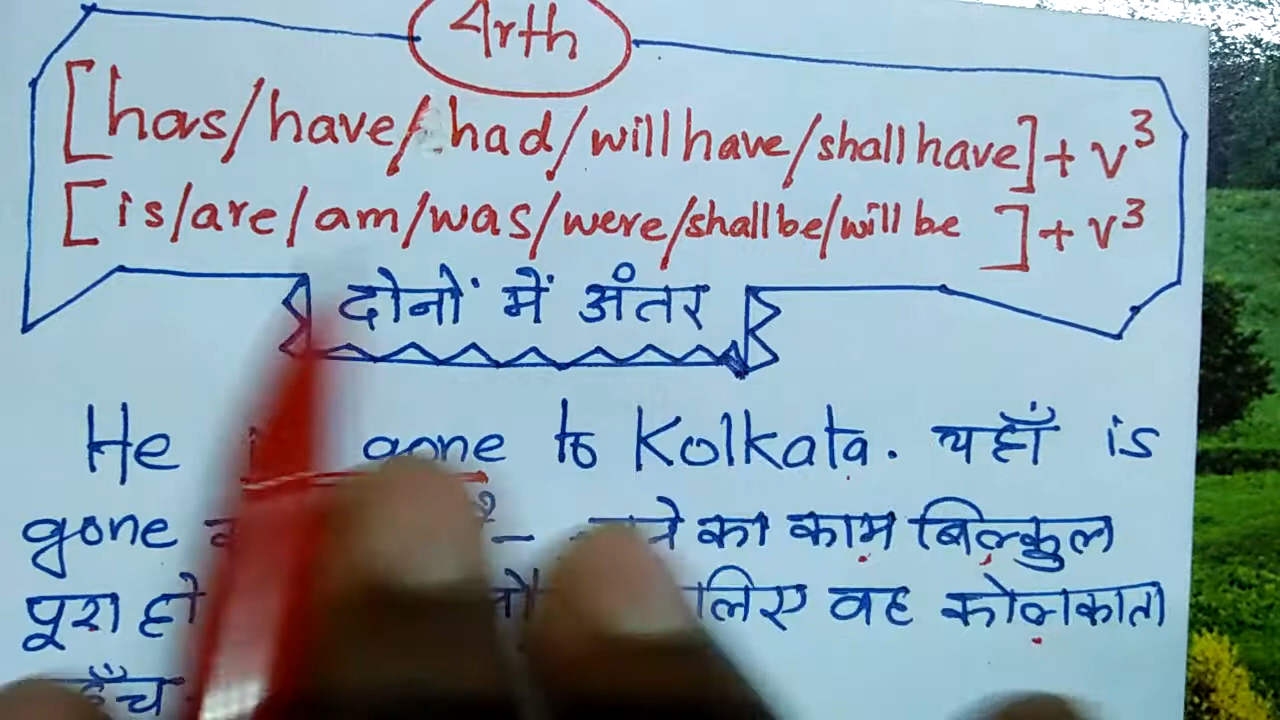 Arth
[has/have/had/will have/shall have] + v³
[is/are/am/was/were/shall be/will be ] + v³
दोनों में अंतर
He gone to Kolkata. यहाँ is
gone का काम बिल्कुल
पूरा हो वह कोलकाता